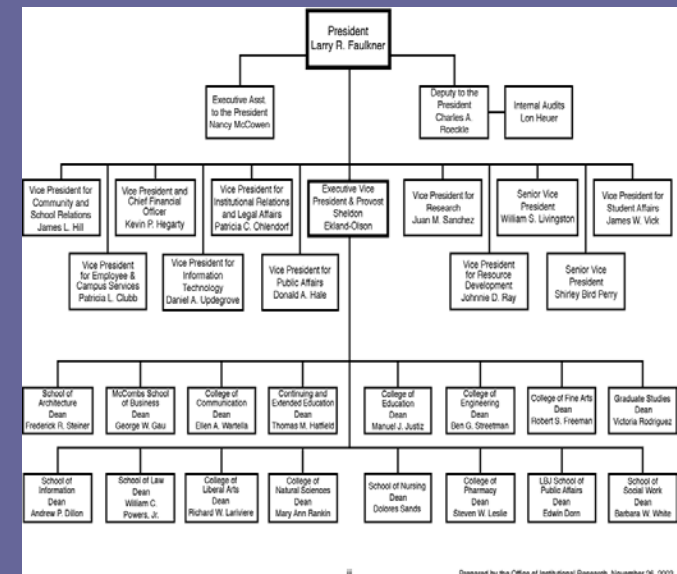 President
Larry R. Faulkner
Executive Asst.
to the President
Nancy McCowen
Deputy to the
President
Charles A.
Roeckle
Internal Audits
Lon Heuer
Vice President for
Community and
School Relations
James L. Hill
Vice President and
Chief Financial
Officer
Kevin P. Hegarty
Vice President for
Institutional Relations
and Legal Affairs
Patricia C. Ohlendorf
Executive Vice
President & Provost
Sheldon
Ekland-Olson
Vice President for
Research
Juan M. Sanchez
Senior Vice
President
William S. Livingston
Vice President for
Student Affairs
James W. Vick
Vice President
for Employee &
Campus Services
Patricia L. Clubb
Vice President for
Information
Technology
Daniel A. Updegrove
Vice President for
Public Affairs
Donald A. Hale
Vice President
for Resource
Development
Johnnie D. Ray
Senior Vice
President
Shirley Bird Perry
School of
Architecture
Dean
Frederick R. Steiner
McCombs School
of Business
Dean
George W. Gau
College of
Communication
Dean
Ellen A. Wartella
Continuing and
Extended Education
Dean
Thomas M. Hatfield
College of
Education
Dean
Manuel J. Justiz
College of
Engineering
Dean
Ben G. Streetman
College of Fine Arts
Dean
Robert S. Freeman
Graduate Studies
Dean
Victoria Rodriguez
School of
Information
Dean
Andrew P. Dillon
School of Law
Dean
William C.
Powers, Jr.
College of
Liberal Arts
Dean
Richard W. Lariviere
College of
Natural Sciences
Dean
Mary Ann Rankin
School of Nursing
Dean
Dolores Sands
College of
Pharmacy
Dean
Steven W. Leslie
LBJ School of
Public Affairs
Dean
Edwin Dorn
School of
Social Work
Dean
Barbara W. White
ii
Prepared by the Office of Institutional Research, November 26, 2003